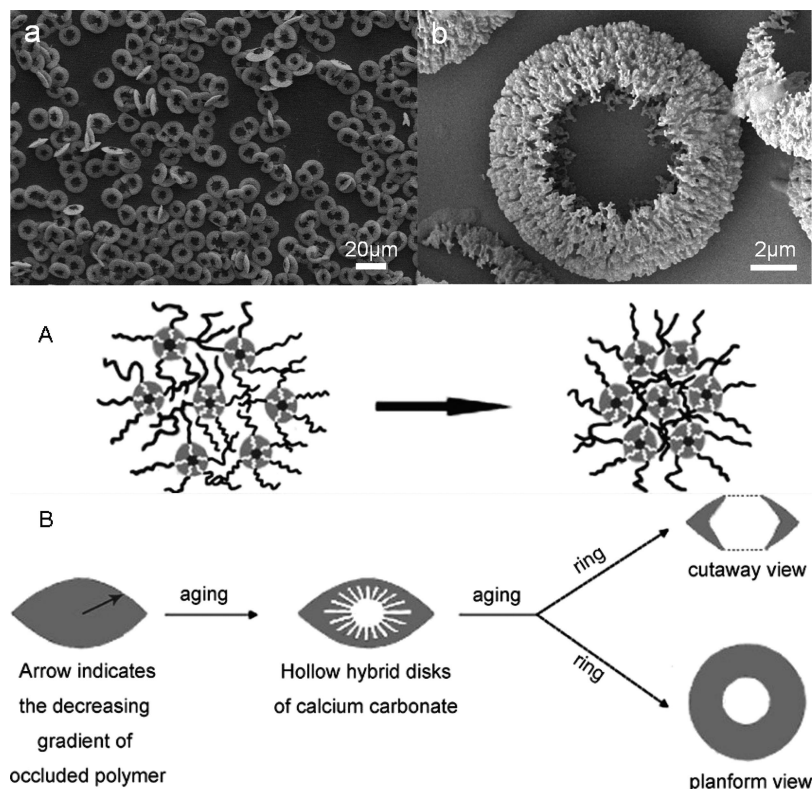 a
b
20μm
2μm
A
B
aging
aging
ring
ring
cutaway view
Arrow indicates
the decreasing
gradient of
occluded polymer
Hollow hybrid disks
of calcium carbonate
planform view